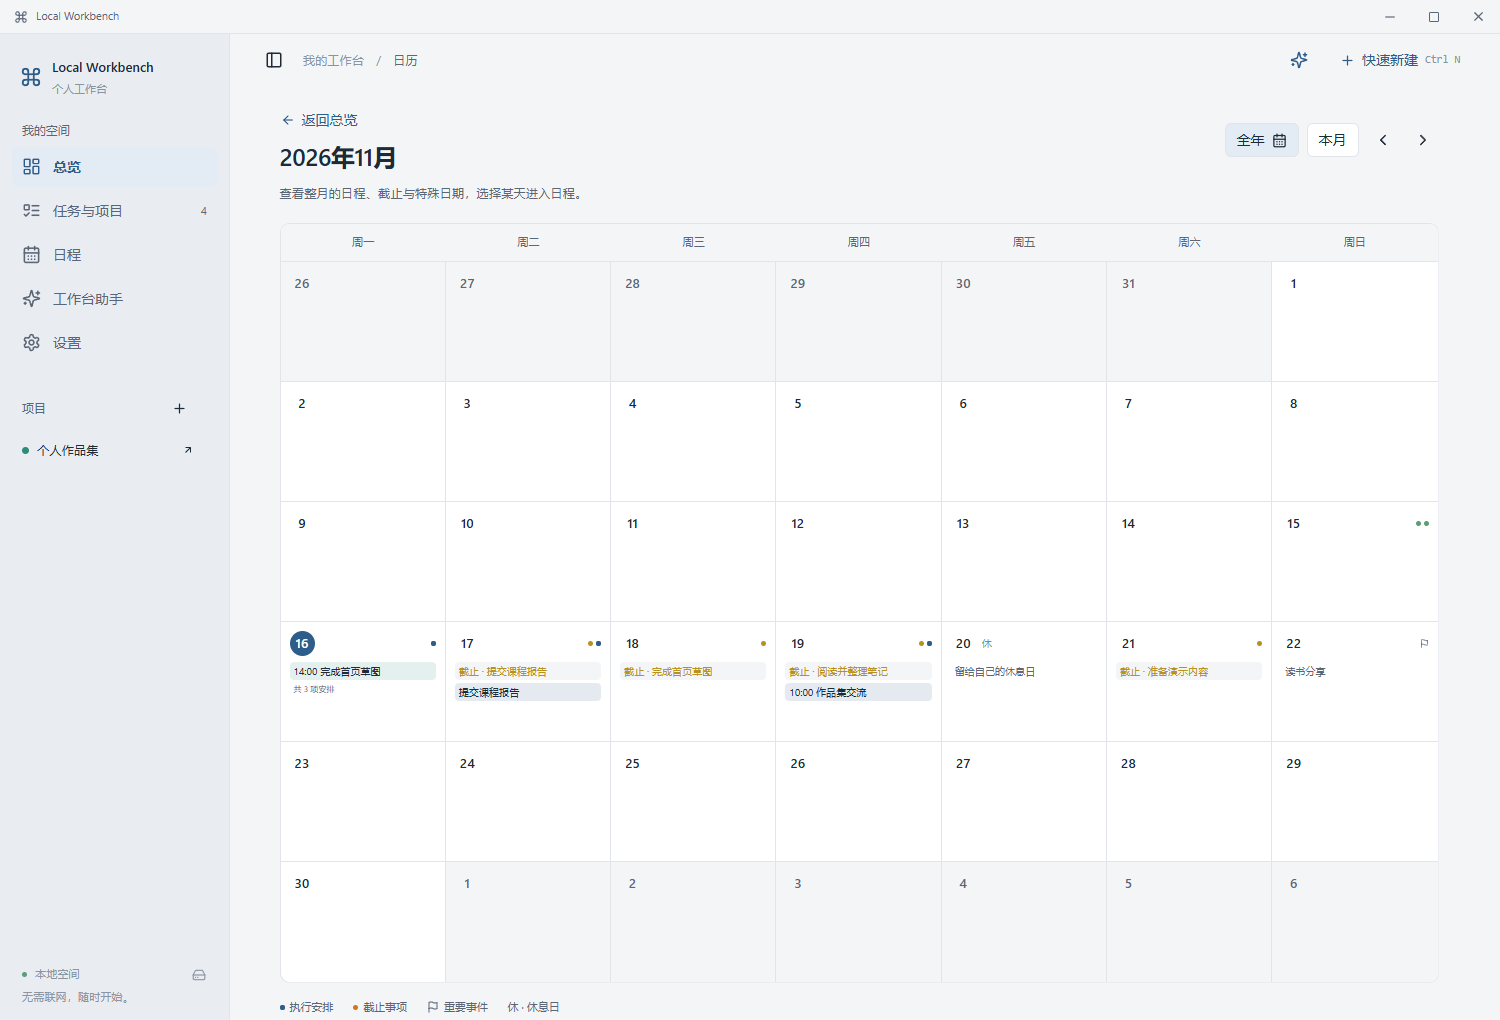 Local Workbench
Local Workbench
个人工作台
我的空间
总览
任务与项目 4
日程
工作台助手
设置
项目
个人作品集
本地空间
无需联网，随时开始。
我的工作台 / 日历
快速新建 Ctrl N
返回总览
2026年11月
查看整月的日程、截止与特殊日期，选择某天进入日程。
全年 本月
周一 周二 周三 周四 周五 周六 周日
26 27 28 29 30 31 1
2 3 4 5 6 7 8
9 10 11 12 13 14 15
16 17 18 19 20 休 21 22
14:00 完成首页草图 截止 · 提交课程报告 截止 · 完成首页草图 截止 · 阅读并整理笔记 留给自己的休息日 截止 · 准备演示内容 读书分享
共 3 项安排 提交课程报告 10:00 作品集交流
23 24 25 26 27 28 29
30 1 2 3 4 5 6
执行安排 截止事项 重要事件 休 · 休息日